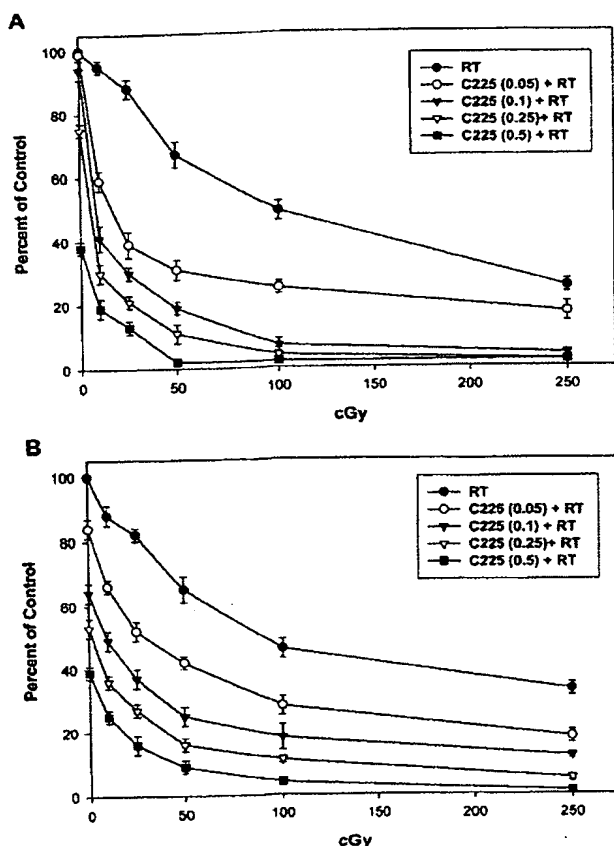 A
100
80
60
40
20
0
Percent of Control
0
50
100
150
200
250
cGy
RT
C225 (0.05) + RT
C225 (0.1) + RT
C225 (0.25)+ RT
C225 (0.5) + RT
B
100
80
60
40
20
0
Percent of Control
0
50
100
150
200
250
cGy
RT
C225 (0.05) + RT
C225 (0.1) + RT
C225 (0.25)+ RT
C225 (0.5) + RT